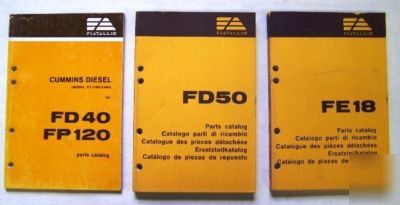 FIATALLIS
CUMMINS DIESEL
for
FD40
FP120
parts catalog
FIATALLIS
FD50
Parts catalog
Catalogo parti di ricambio
Catalogue des pièces détachées
Ersatzteilkatalog
Catálogo de piezas de repuesto
FIATALLIS
FE18
Parts catalog
Catalogo parti di ricambio
Catalogue des pièces détachées
Ersatzteilkatalog
Catálogo de piezas de